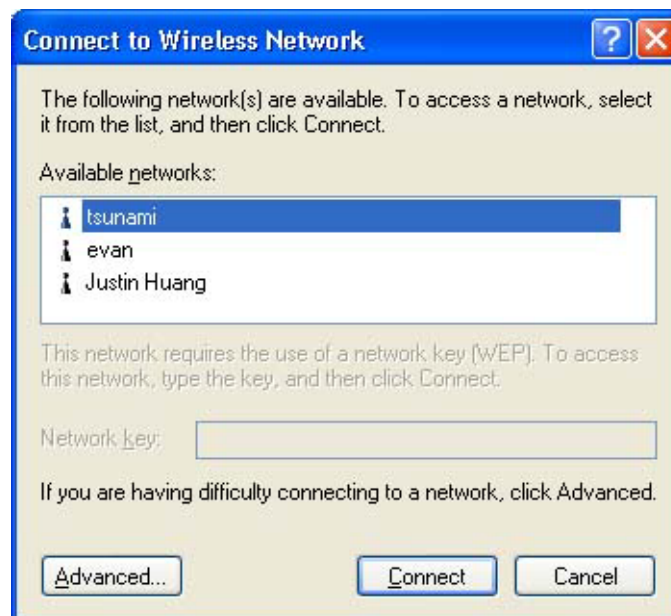 Connect to Wireless Network
The following network(s) are available. To access a network, select
it from the list, and then click Connect.
Available networks:
tsunami
evan
Justin Huang
This network requires the use of a network key (WEP). To access
this network, type the key, and then click Connect.
Network key:
If you are having difficulty connecting to a network, click Advanced.
Advanced... Connect Cancel